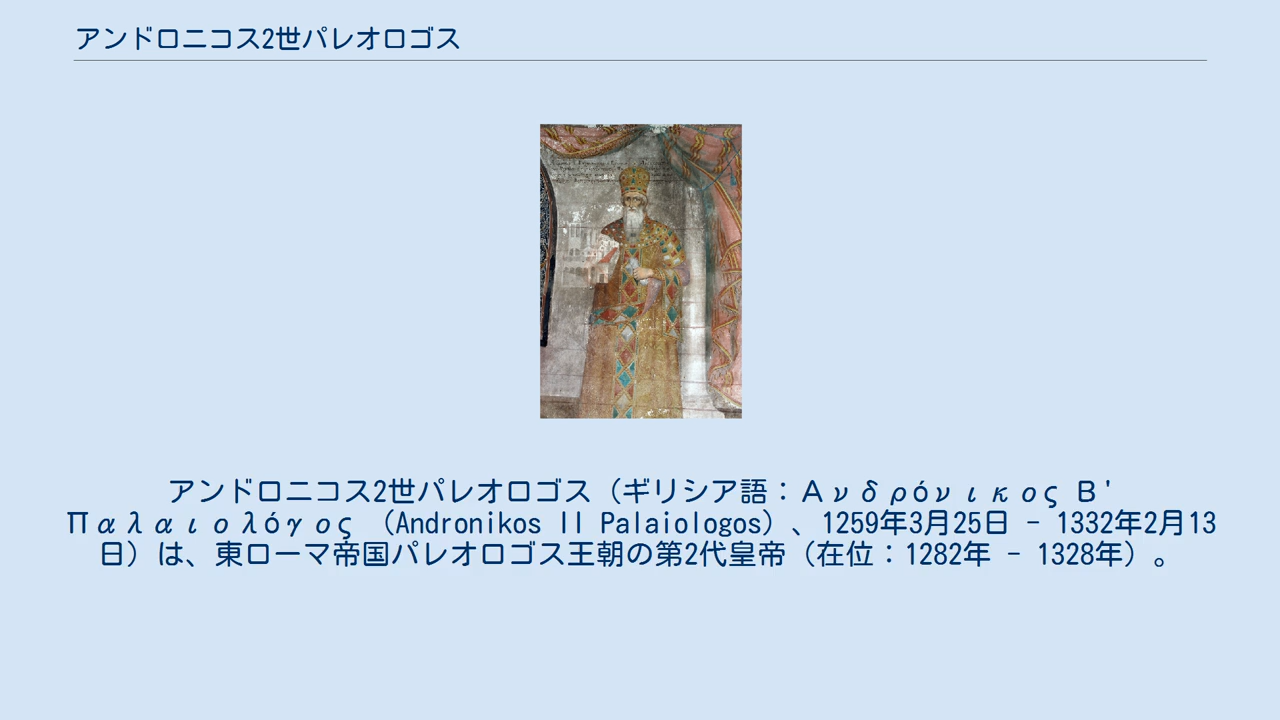 アンドロニコス2世パレオロゴス
アンドロニコス2世パレオロゴス（ギリシア語：Ανδρόνικος Β'
Παλαιολόγος （Andronikos II Palaiologos）、1259年3月25日 - 1332年2月13
日）は、東ローマ帝国パレオロゴス王朝の第2代皇帝（在位：1282年 - 1328年）。